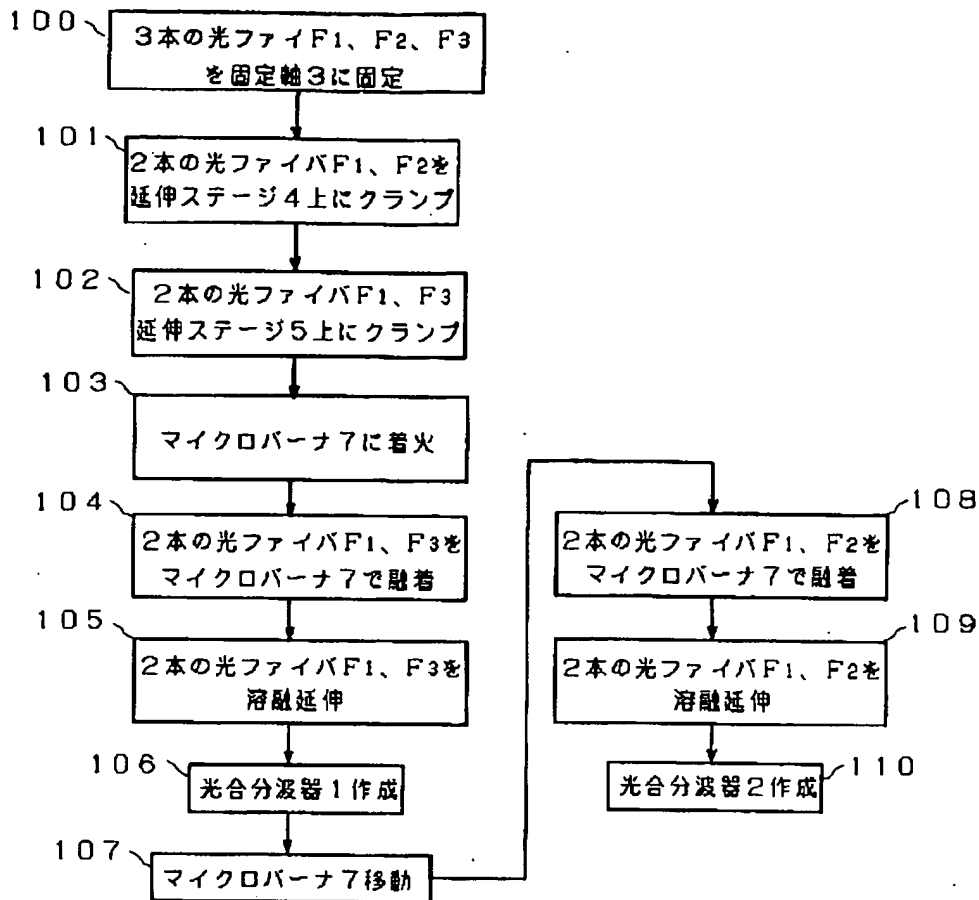 100
3本の光ファイF1、F2、F3
を固定軸3に固定
101
2本の光ファイバF1、F2を
延伸ステージ4上にクランプ
102
2本の光ファイバF1、F3
延伸ステージ5上にクランプ
103
マイクロバーナ7に着火
104
2本の光ファイバF1、F3を
マイクロバーナ7で融着
105
2本の光ファイバF1、F3を
溶融延伸
106
光合分波器1作成
107
マイクロバーナ7移動
108
2本の光ファイバF1、F2を
マイクロバーナ7で融着
109
2本の光ファイバF1、F2を
溶融延伸
110
光合分波器2作成